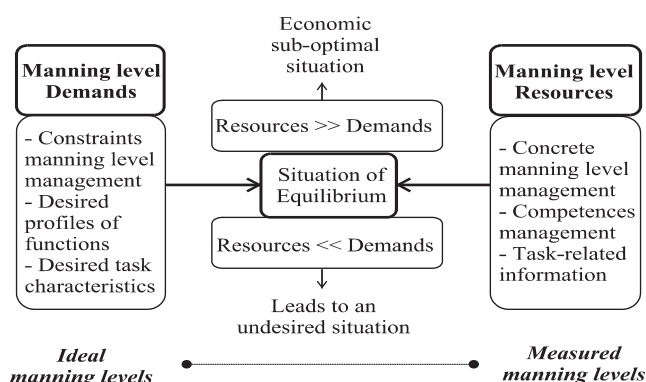 Economic
sub-optimal
situation
Manning level
Demands
- Constraints
manning level
management
- Desired
profiles of
functions
- Desired task
characteristics
Resources >> Demands
Situation of
Equilibrium
Resources << Demands
Leads to an
undesired situation
Manning level
Resources
- Concrete
manning level
management
- Competences
management
- Task-related
information
Ideal
manning levels
Measured
manning levels